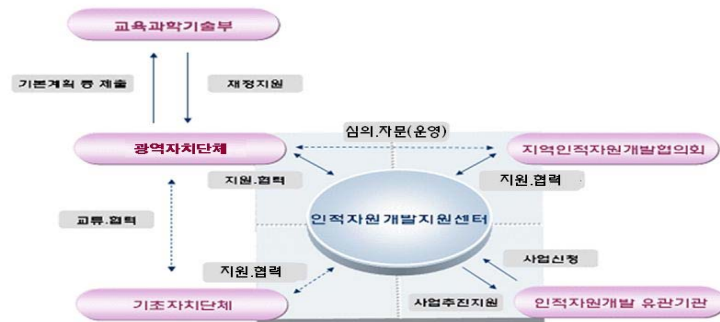 교육과학기술부
기본계획 등 제출
재정지원
심의.자문(운영)
광역자치단체
지역인적자원개발협의회
지원.협력
지원.협력
인적자원개발지원센터
교류.협력
지원.협력
사업신청
기초자치단체
사업추진지원
인적자원개발 유관기관